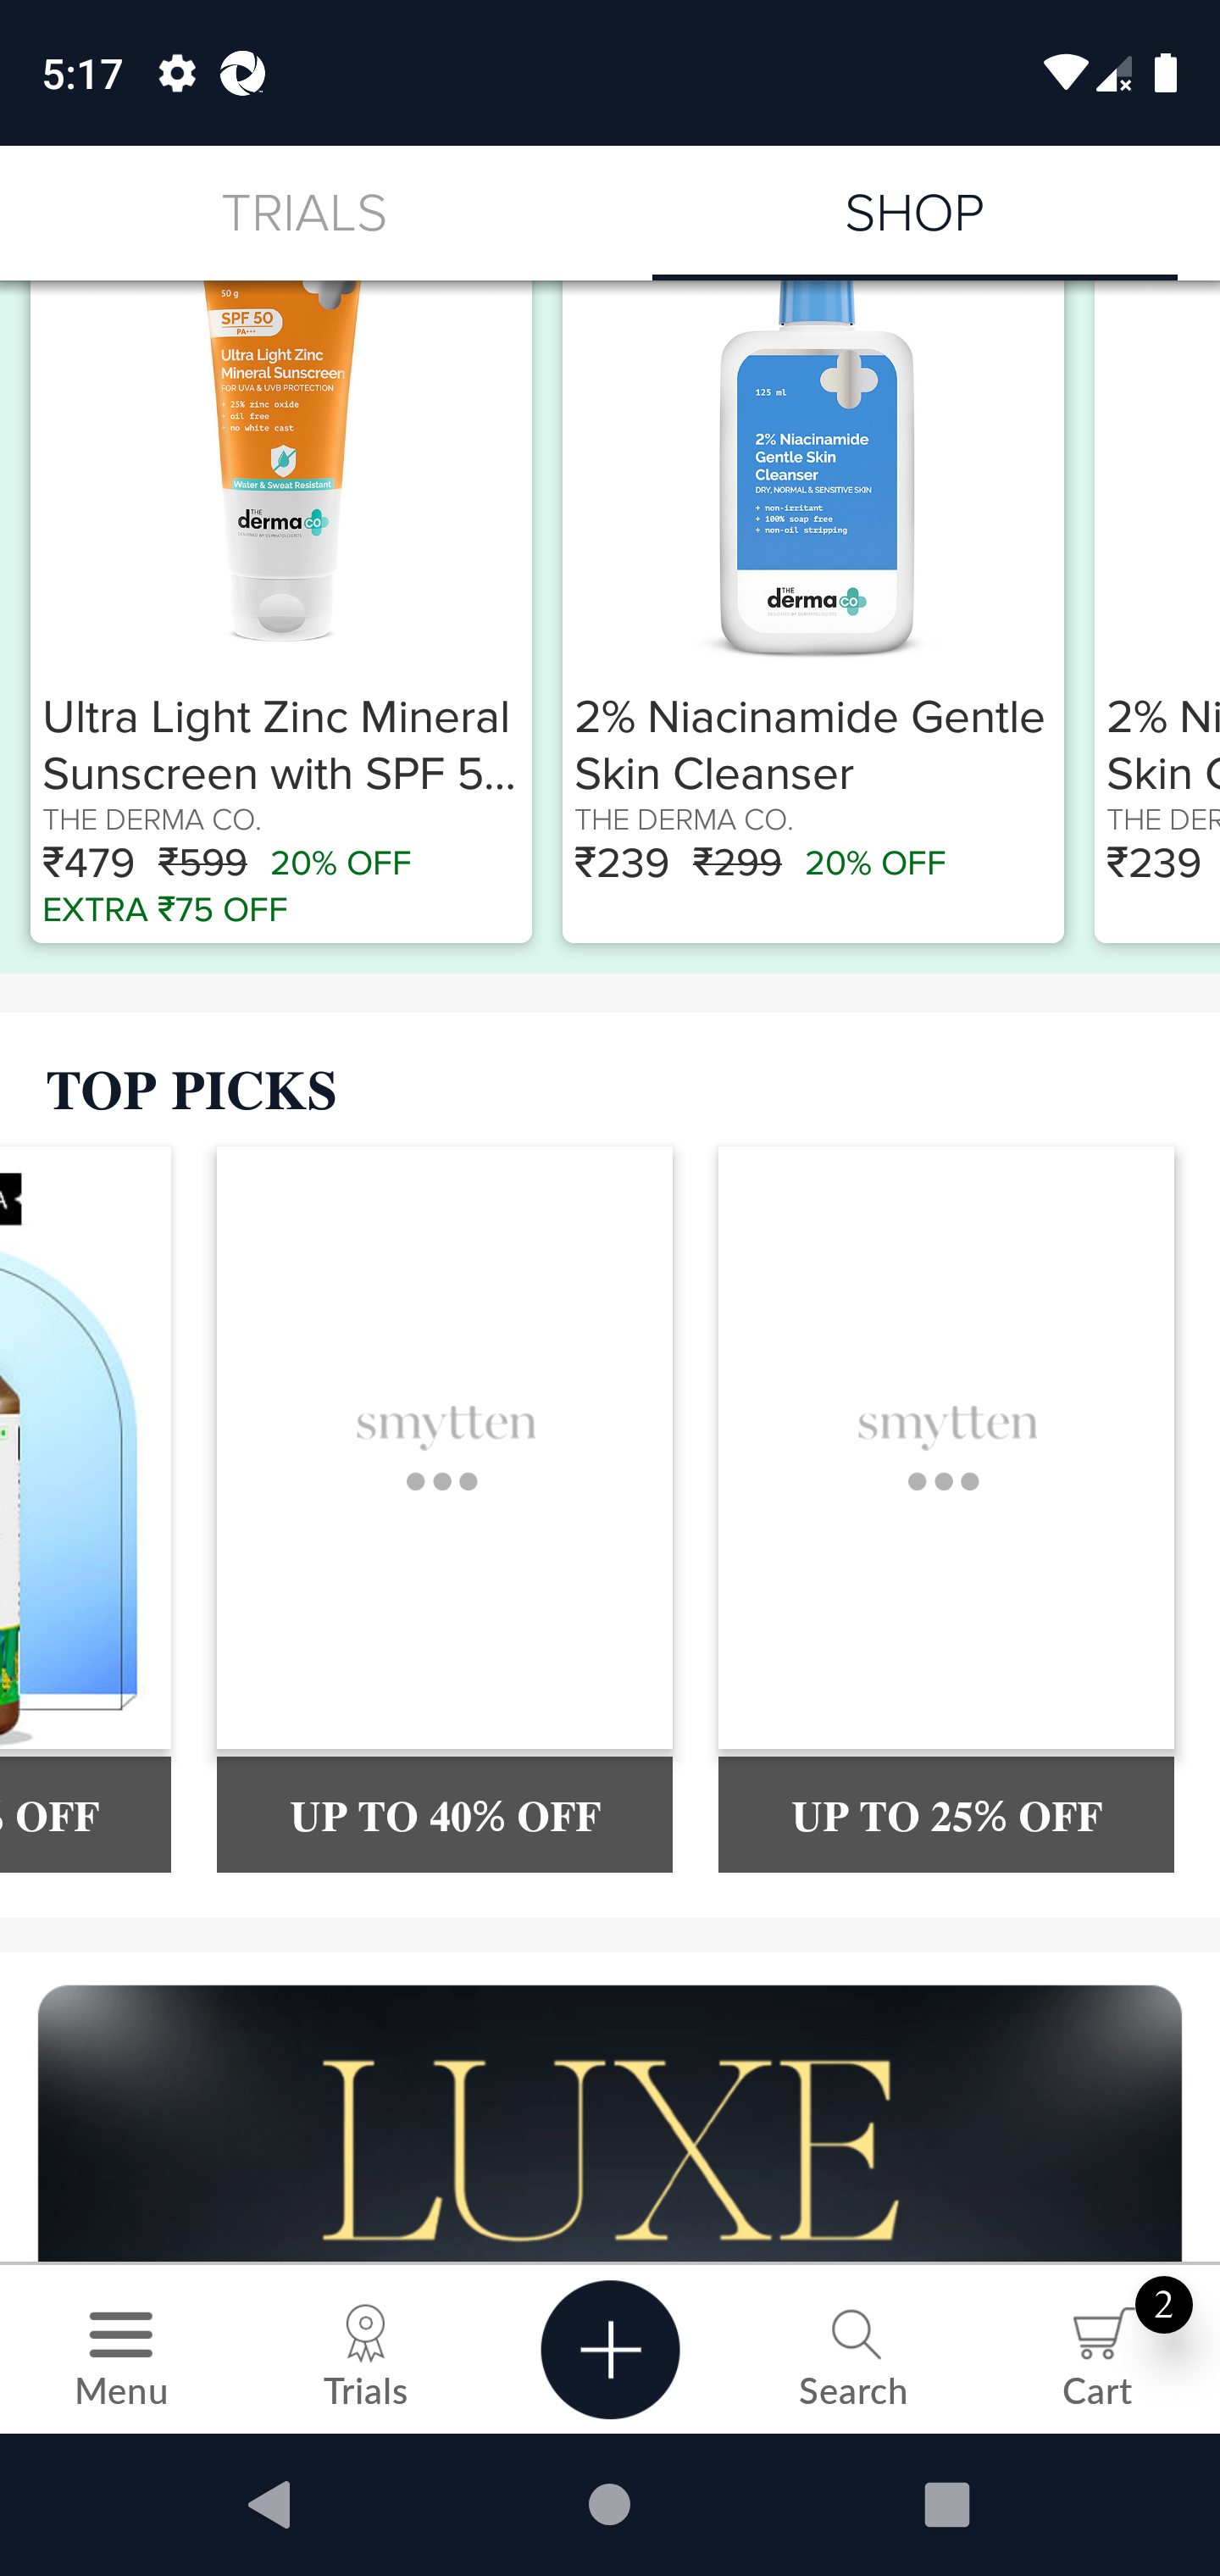 5:17
TRIALS
SHOP
50 g
SPF 50
PA+++
Ultra Light Zinc
Mineral Sunscreen
FOR UVA & UVB PROTECTION
+ 25% zinc oxide
+ oil free
+ no white cast
Water & Sweat Resistant
THE
derma co
125 ml
2% Niacinamide
Gentle Skin
Cleanser
DRY, NORMAL & SENSITIVE SKIN
+ non-irritant
+ 100% soap free
+ non-oil stripping
THE
derma co
Ultra Light Zinc Mineral
Sunscreen with SPF 5...
THE DERMA CO.
₹479 ₹599 20% OFF
EXTRA ₹75 OFF
2% Niacinamide Gentle
Skin Cleanser
THE DERMA CO.
₹239 ₹299 20% OFF
2% Ni
Skin C
THE DER
₹239
TOP PICKS
A
smytten
smytten
% OFF
UP TO 40% OFF
UP TO 25% OFF
LUXE
Menu
Trials
Search
2
Cart